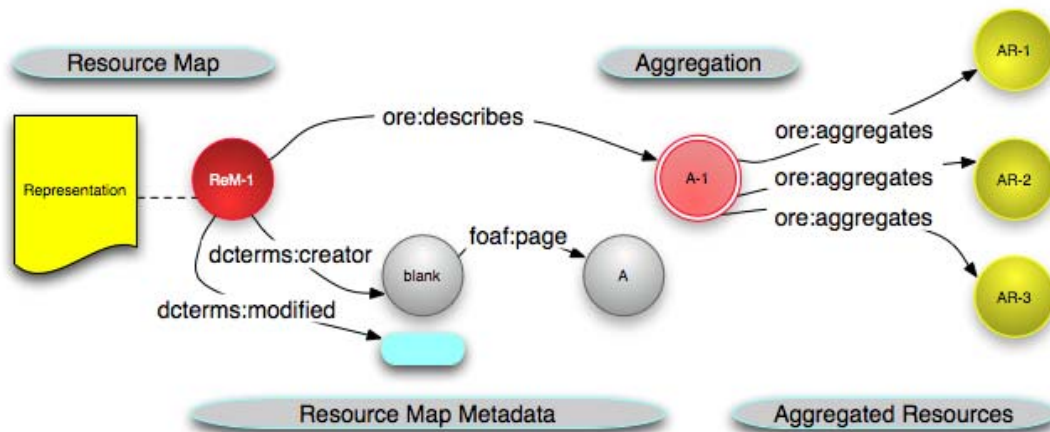 Resource Map
Aggregation
AR-1
ore:describes
ore:aggregates
Representation
ReM-1
A-1
ore:aggregates
AR-2
ore:aggregates
foaf:page
dcterms:creator
blank
A
dcterms:modified
AR-3
Resource Map Metadata
Aggregated Resources